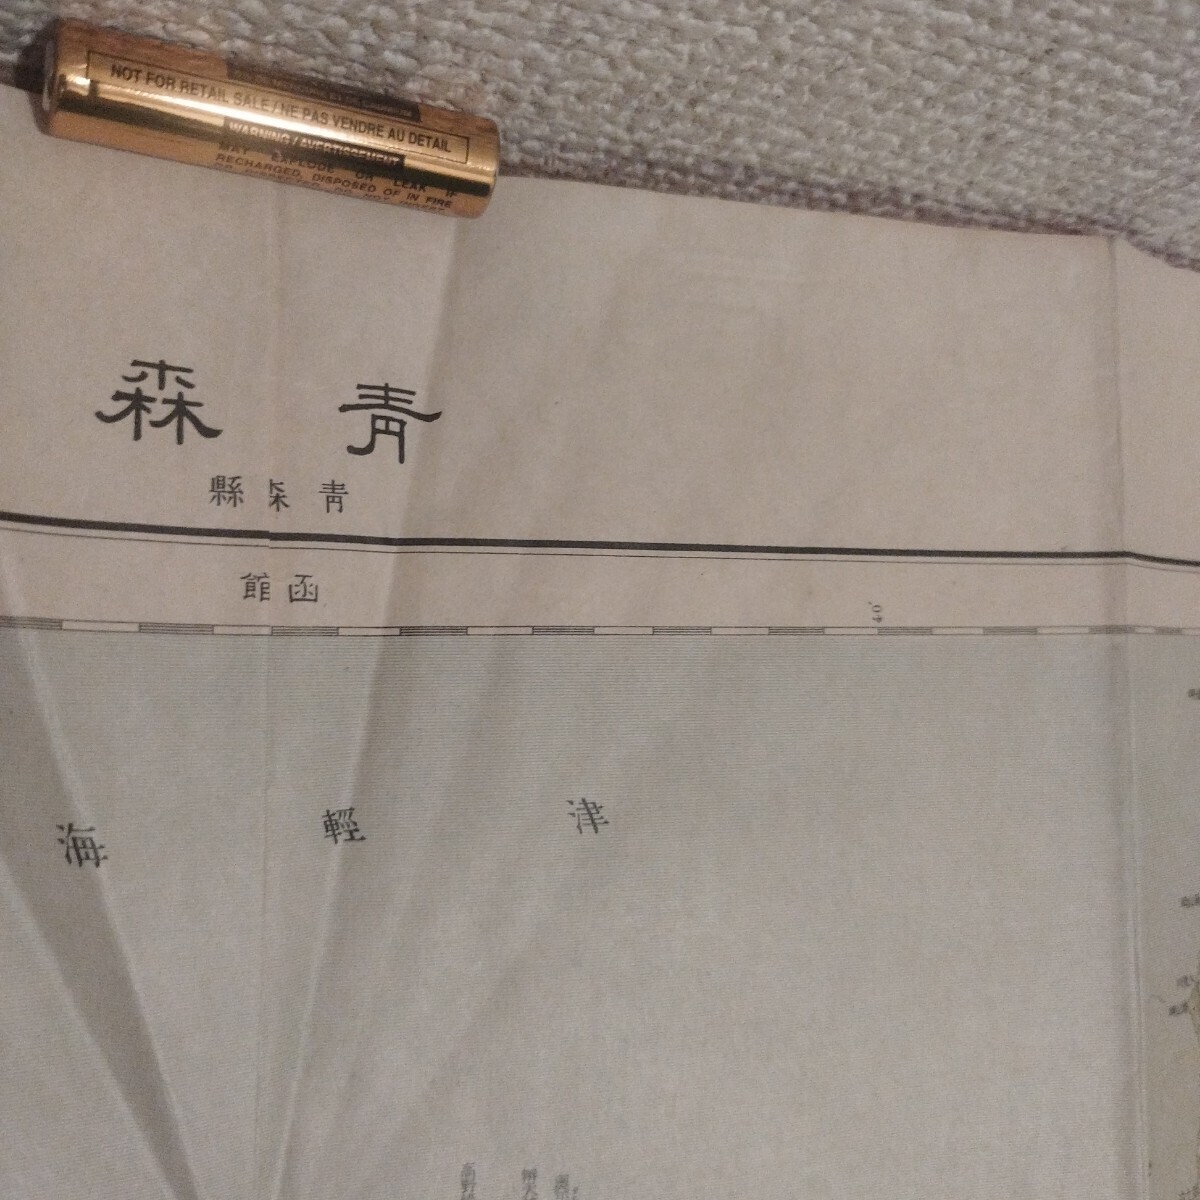 NOT FOR RETAIL SALE / NE PAS VENDRE AU DETAIL
WARNING / AVERTISSEMENT
MAY EXPLODE OR LEAK IF
RECHARGED, DISPOSED OF IN FIRE
青森
青森縣
函館
40'
津輕海